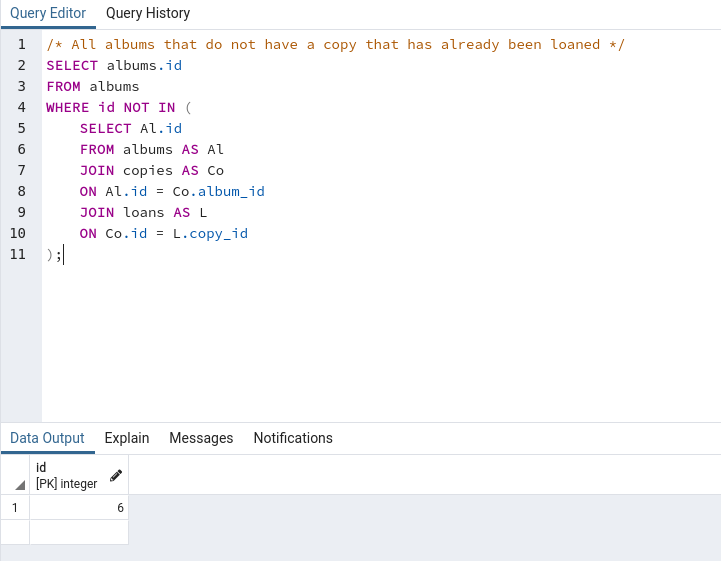 Query Editor Query History
1 /* All albums that do not have a copy that has already been loaned */
2 SELECT albums.id
3 FROM albums
4 WHERE id NOT IN (
5 SELECT Al.id
6 FROM albums AS Al
7 JOIN copies AS Co
8 ON Al.id = Co.album_id
9 JOIN loans AS L
10 ON Co.id = L.copy_id
11 );
Data Output Explain Messages Notifications
id
[PK] integer
1 6